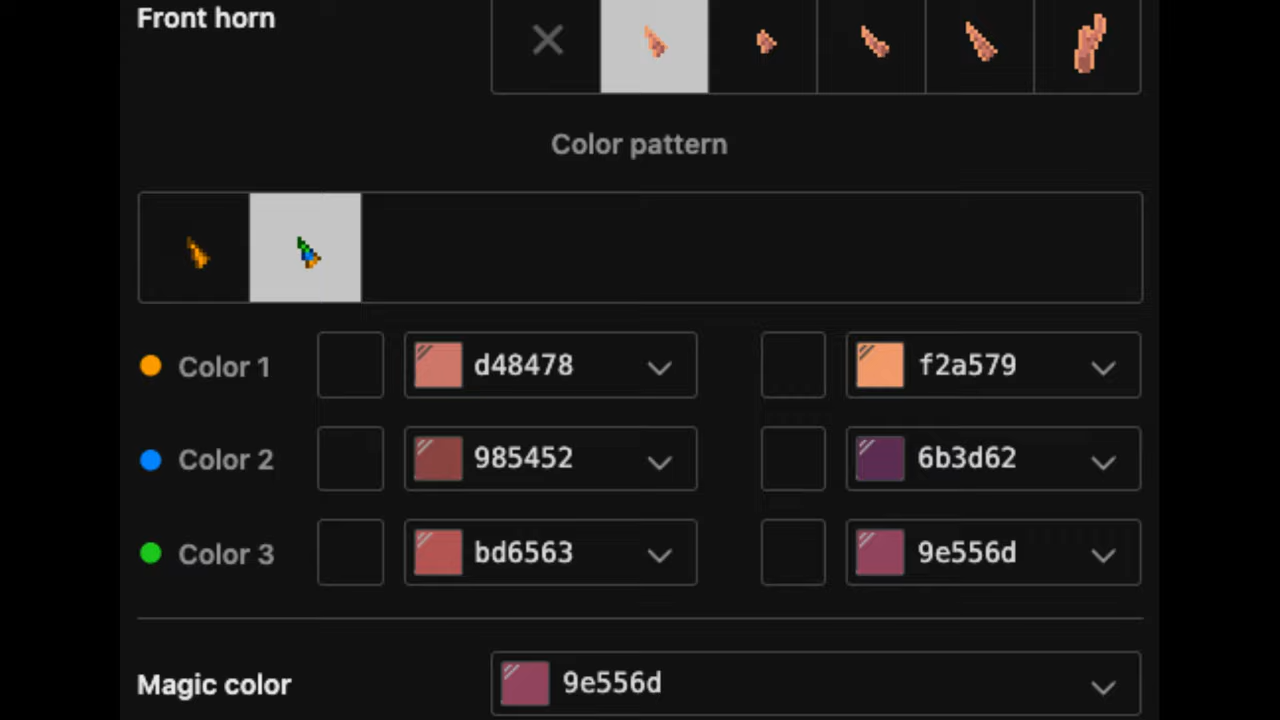 Front horn
Color pattern
Color 1 d48478 f2a579
Color 2 985452 6b3d62
Color 3 bd6563 9e556d
Magic color 9e556d